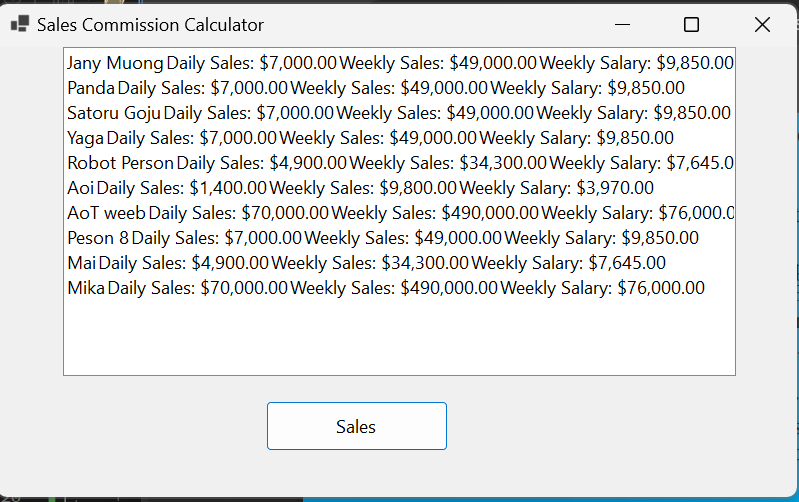 Sales Commission Calculator
Jany Muong Daily Sales: $7,000.00 Weekly Sales: $49,000.00 Weekly Salary: $9,850.00
Panda Daily Sales: $7,000.00 Weekly Sales: $49,000.00 Weekly Salary: $9,850.00
Satoru Goju Daily Sales: $7,000.00 Weekly Sales: $49,000.00 Weekly Salary: $9,850.00
Yaga Daily Sales: $7,000.00 Weekly Sales: $49,000.00 Weekly Salary: $9,850.00
Robot Person Daily Sales: $4,900.00 Weekly Sales: $34,300.00 Weekly Salary: $7,645.0
Aoi Daily Sales: $1,400.00 Weekly Sales: $9,800.00 Weekly Salary: $3,970.00
AoT weeb Daily Sales: $70,000.00 Weekly Sales: $490,000.00 Weekly Salary: $76,000.0
Peson 8 Daily Sales: $7,000.00 Weekly Sales: $49,000.00 Weekly Salary: $9,850.00
Mai Daily Sales: $4,900.00 Weekly Sales: $34,300.00 Weekly Salary: $7,645.00
Mika Daily Sales: $70,000.00 Weekly Sales: $490,000.00 Weekly Salary: $76,000.00
Sales